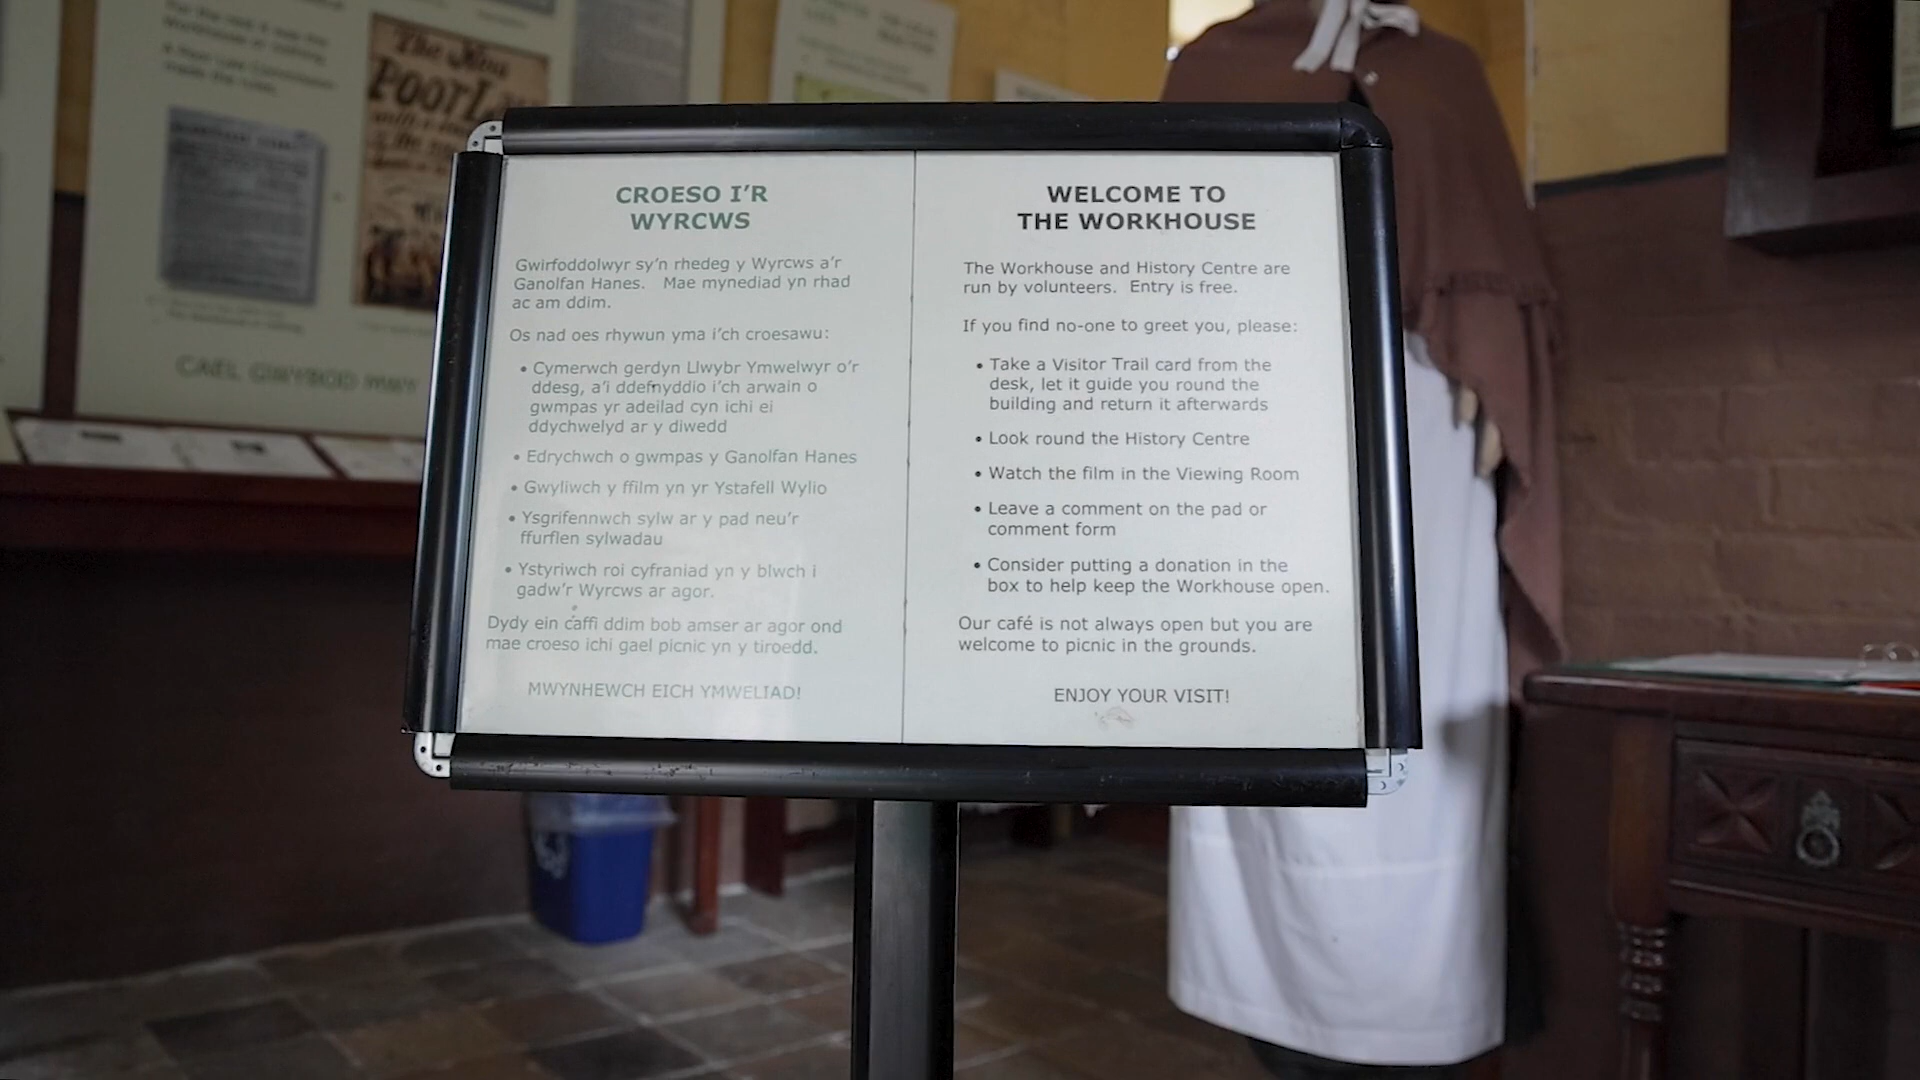 The New
POOR
CAEL GWYBOD MWY
CROESO I'R
WYRCWS
Gwirfoddolwyr sy'n rhedeg y Wyrcws a'r
Ganolfan Hanes. Mae mynediad yn rhad
ac am ddim.
Os nad oes rhywun yma i'ch croesawu:
• Cymerwch gerdyn Llwybr Ymwelwyr o'r
ddesg, a'i ddefnyddio i'ch arwain o
gwmpas yr adeilad cyn ichi ei
ddychwelyd ar y diwedd
• Edrychwch o gwmpas y Ganolfan Hanes
• Gwyliwch y ffilm yn yr Ystafell Wylio
• Ysgrifennwch sylw ar y pad neu'r
ffurflen sylwadau
• Ystyriwch roi cyfraniad yn y blwch i
gadw'r Wyrcws ar agor.
Dydy ein caffi ddim bob amser ar agor ond
mae croeso ichi gael picnic yn y tiroedd.
MWYNHEWCH EICH YMWELIAD!
WELCOME TO
THE WORKHOUSE
The Workhouse and History Centre are
run by volunteers. Entry is free.
If you find no-one to greet you, please:
• Take a Visitor Trail card from the
desk, let it guide you round the
building and return it afterwards
• Look round the History Centre
• Watch the film in the Viewing Room
• Leave a comment on the pad or
comment form
• Consider putting a donation in the
box to help keep the Workhouse open.
Our café is not always open but you are
welcome to picnic in the grounds.
ENJOY YOUR VISIT!